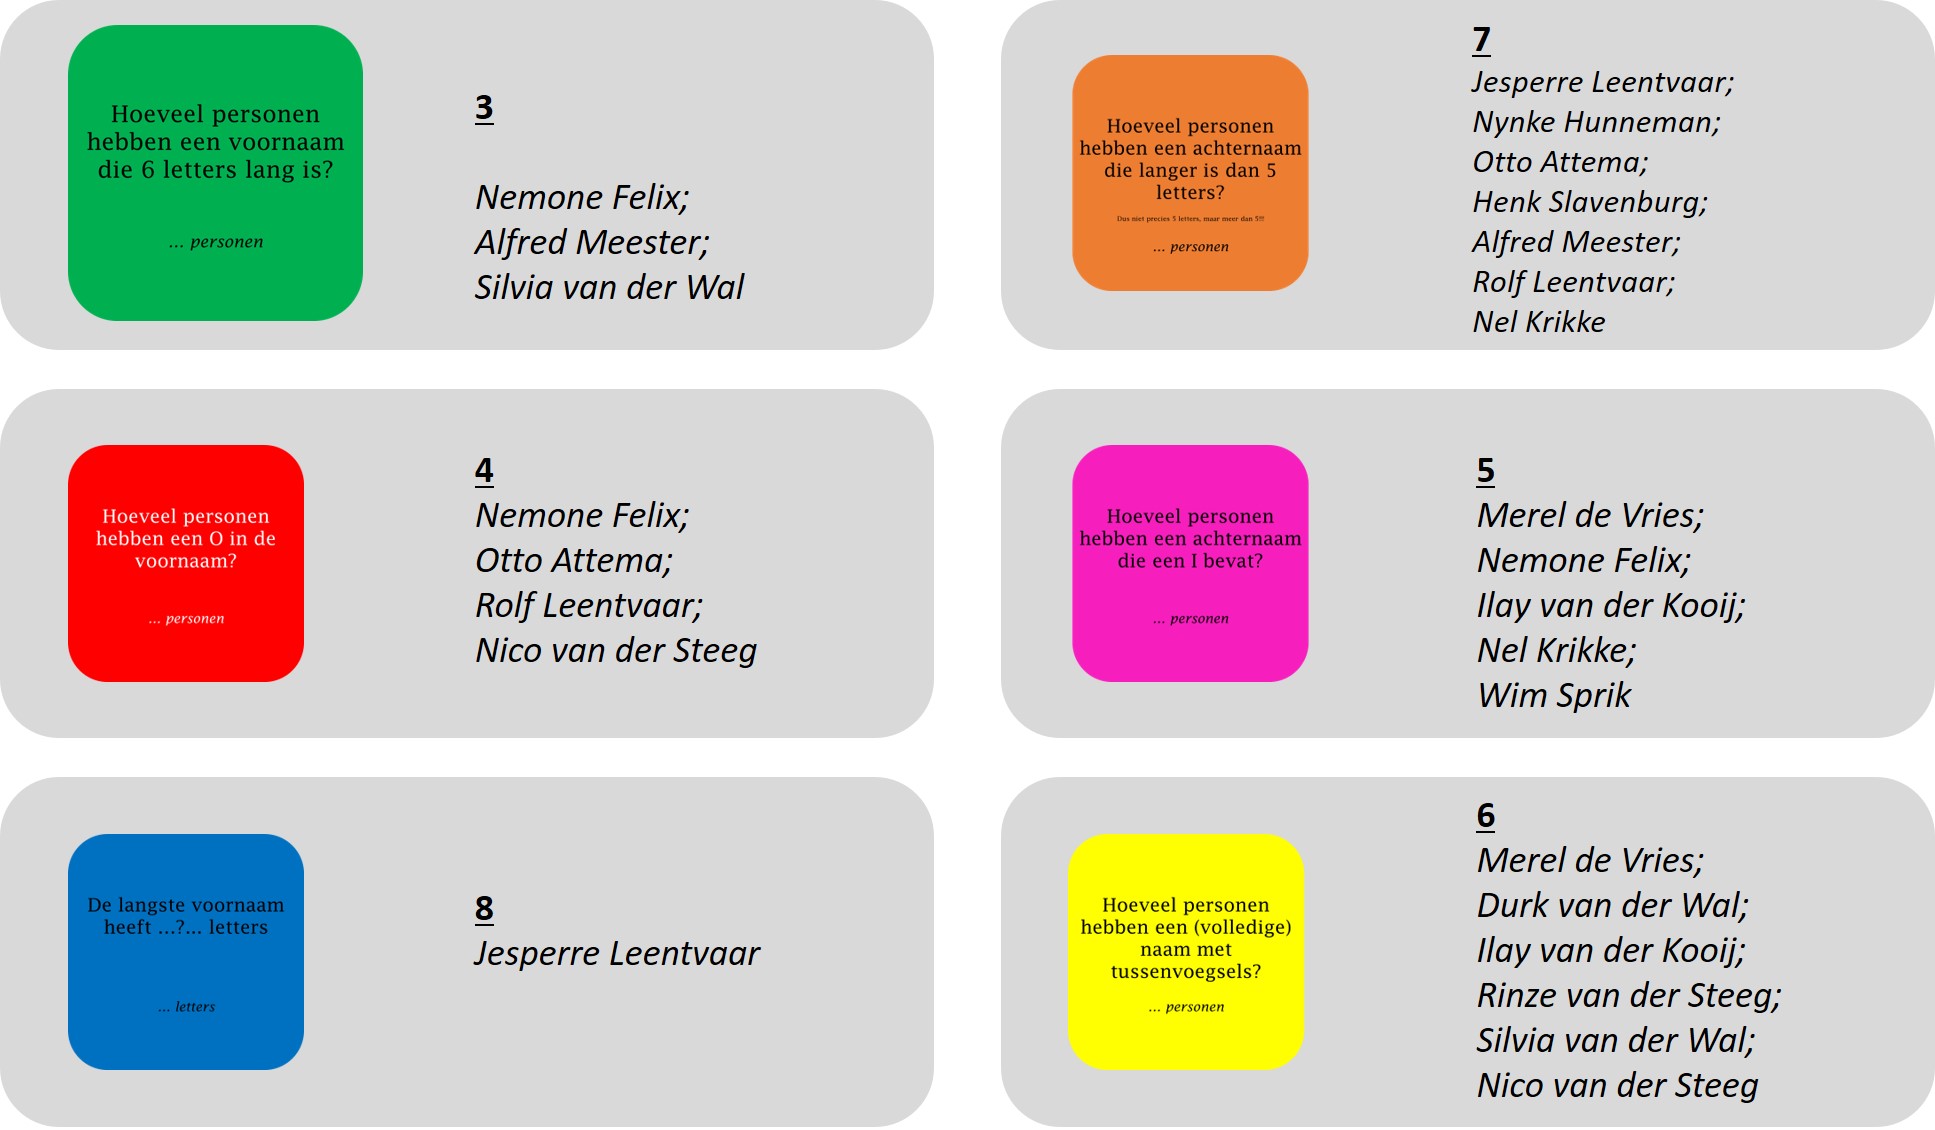 Hoeveel personen
hebben een voornaam
die 6 letters lang is?
... personen
3
Nemone Felix;
Alfred Meester;
Silvia van der Wal
Hoeveel personen
hebben een achternaam
die langer is dan 5
letters?
Dus niet precies 5 letters, maar meer dan 5!!!
... personen
7
Jesperre Leentvaar;
Nynke Hunneman;
Otto Attema;
Henk Slavenburg;
Alfred Meester;
Rolf Leentvaar;
Nel Krikke
Hoeveel personen
hebben een O in de
voornaam?
... personen
4
Nemone Felix;
Otto Attema;
Rolf Leentvaar;
Nico van der Steeg
Hoeveel personen
hebben een achternaam
die een I bevat?
... personen
5
Merel de Vries;
Nemone Felix;
Ilay van der Kooij;
Nel Krikke;
Wim Sprik
De langste voornaam
heeft ...?... letters
... letters
8
Jesperre Leentvaar
Hoeveel personen
hebben een (volledige)
naam met
tussenvoegsels?
... personen
6
Merel de Vries;
Durk van der Wal;
Ilay van der Kooij;
Rinze van der Steeg;
Silvia van der Wal;
Nico van der Steeg